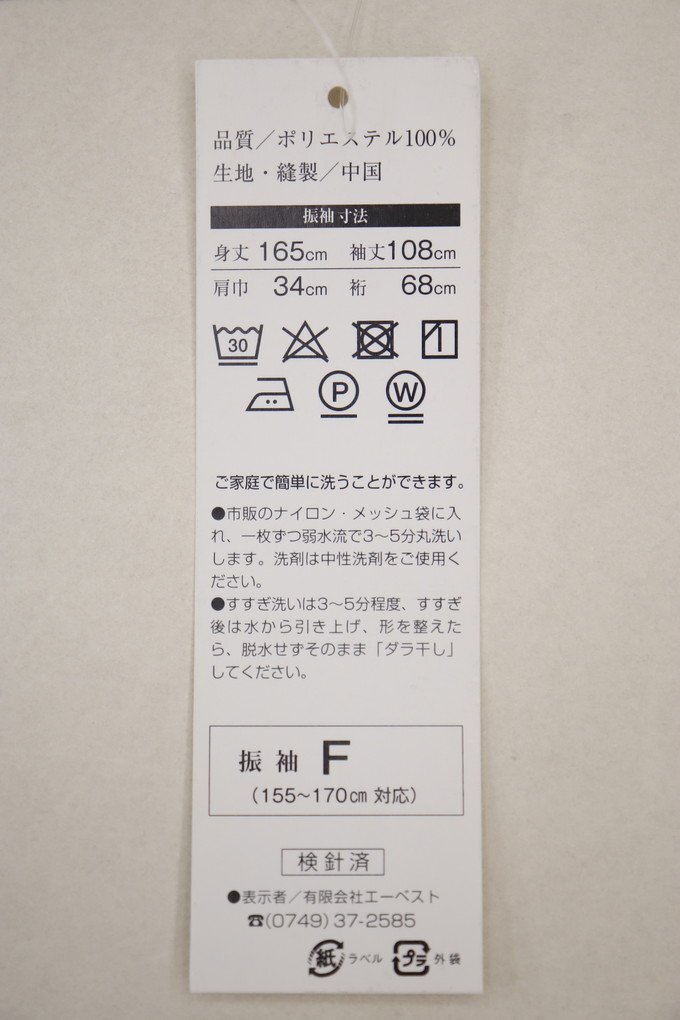 品質／ポリエステル100%
生地・縫製／中国
振袖寸法
身丈 165cm 袖丈108cm
肩巾 34cm 裄 68cm
30
P W
ご家庭で簡単に洗うことができます。
●市販のナイロン・メッシュ袋に入
れ、一枚ずつ弱水流で3〜5分丸洗い
します。洗剤は中性洗剤をご使用く
ださい。
●すすぎ洗いは3〜5分程度、すすぎ
後は水から引き上げ、形を整えた
ら、脱水せずそのまま「ダラ干し」
してください。
振袖 F
（155〜170㎝ 対応）
検針済
●表示者／有限会社エーベスト
☎(0749)37-2585
紙 ラベル プラ 外袋